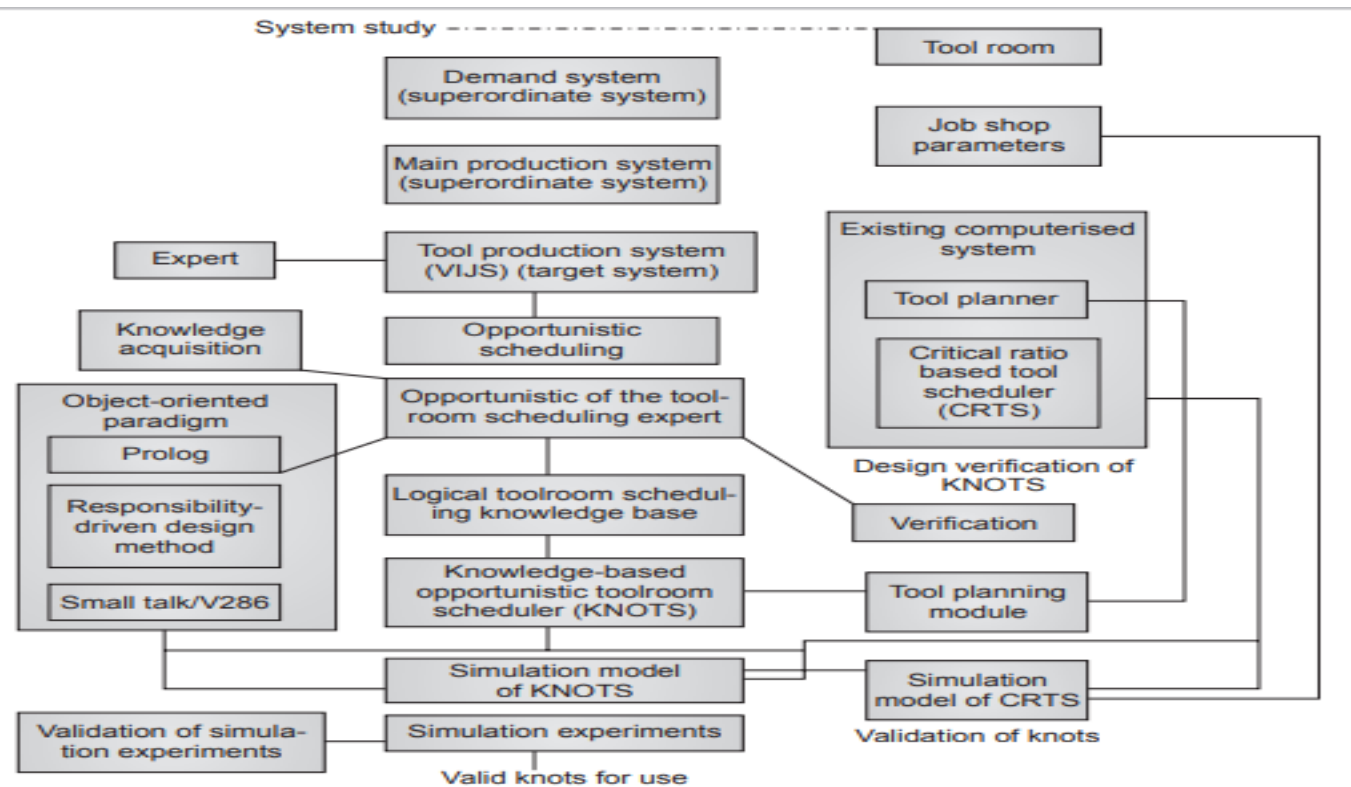 System study
Tool room
Demand system
(superordinate system)
Job shop
parameters
Main production system
(superordinate system)
Existing computerised
system
Tool planner
Critical ratio
based tool
scheduler
(CRTS)
Expert
Tool production system
(VIJS) (target system)
Knowledge
acquisition
Opportunistic
scheduling
Object-oriented
paradigm
Prolog
Responsibility-
driven design
method
Small talk/V286
Opportunistic of the tool-
room scheduling expert
Design verification of
KNOTS
Logical toolroom schedul-
ing knowledge base
Verification
Knowledge-based
opportunistic toolroom
scheduler (KNOTS)
Tool planning
module
Simulation model
of KNOTS
Simulation
model of CRTS
Validation of simula-
tion experiments
Simulation experiments
Validation of knots
Valid knots for use